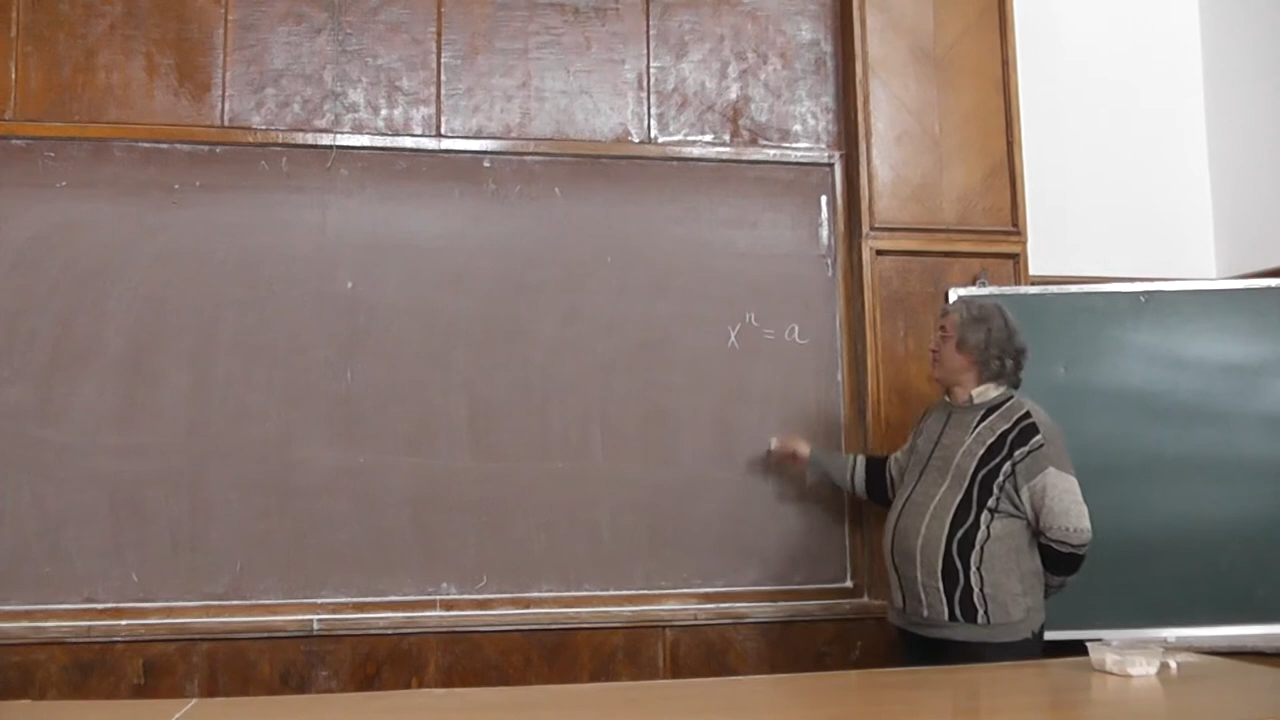 xⁿ = a